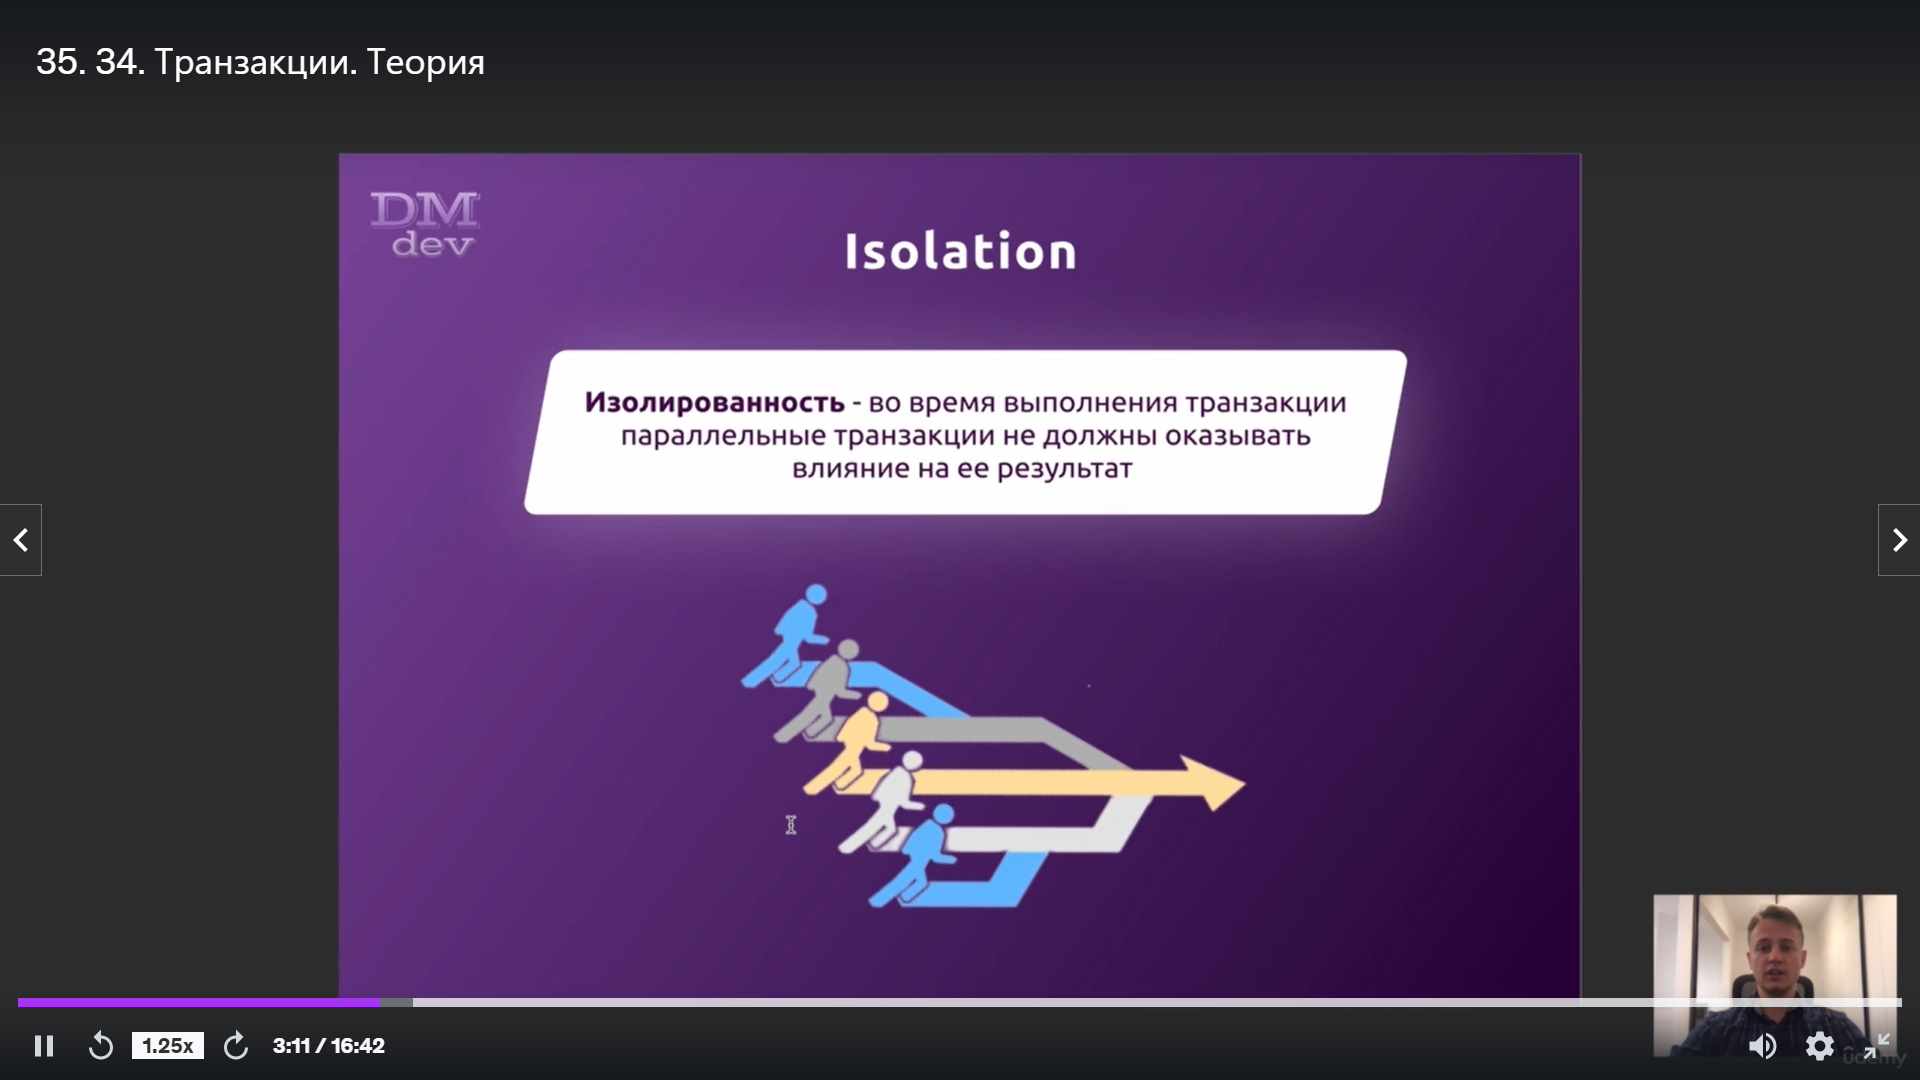 35. 34. Транзакции. Теория
DM
dev
Isolation
Изолированность - во время выполнения транзакции
параллельные транзакции не должны оказывать
влияние на ее результат
1.25x
3:11 / 16:42
ûdemy